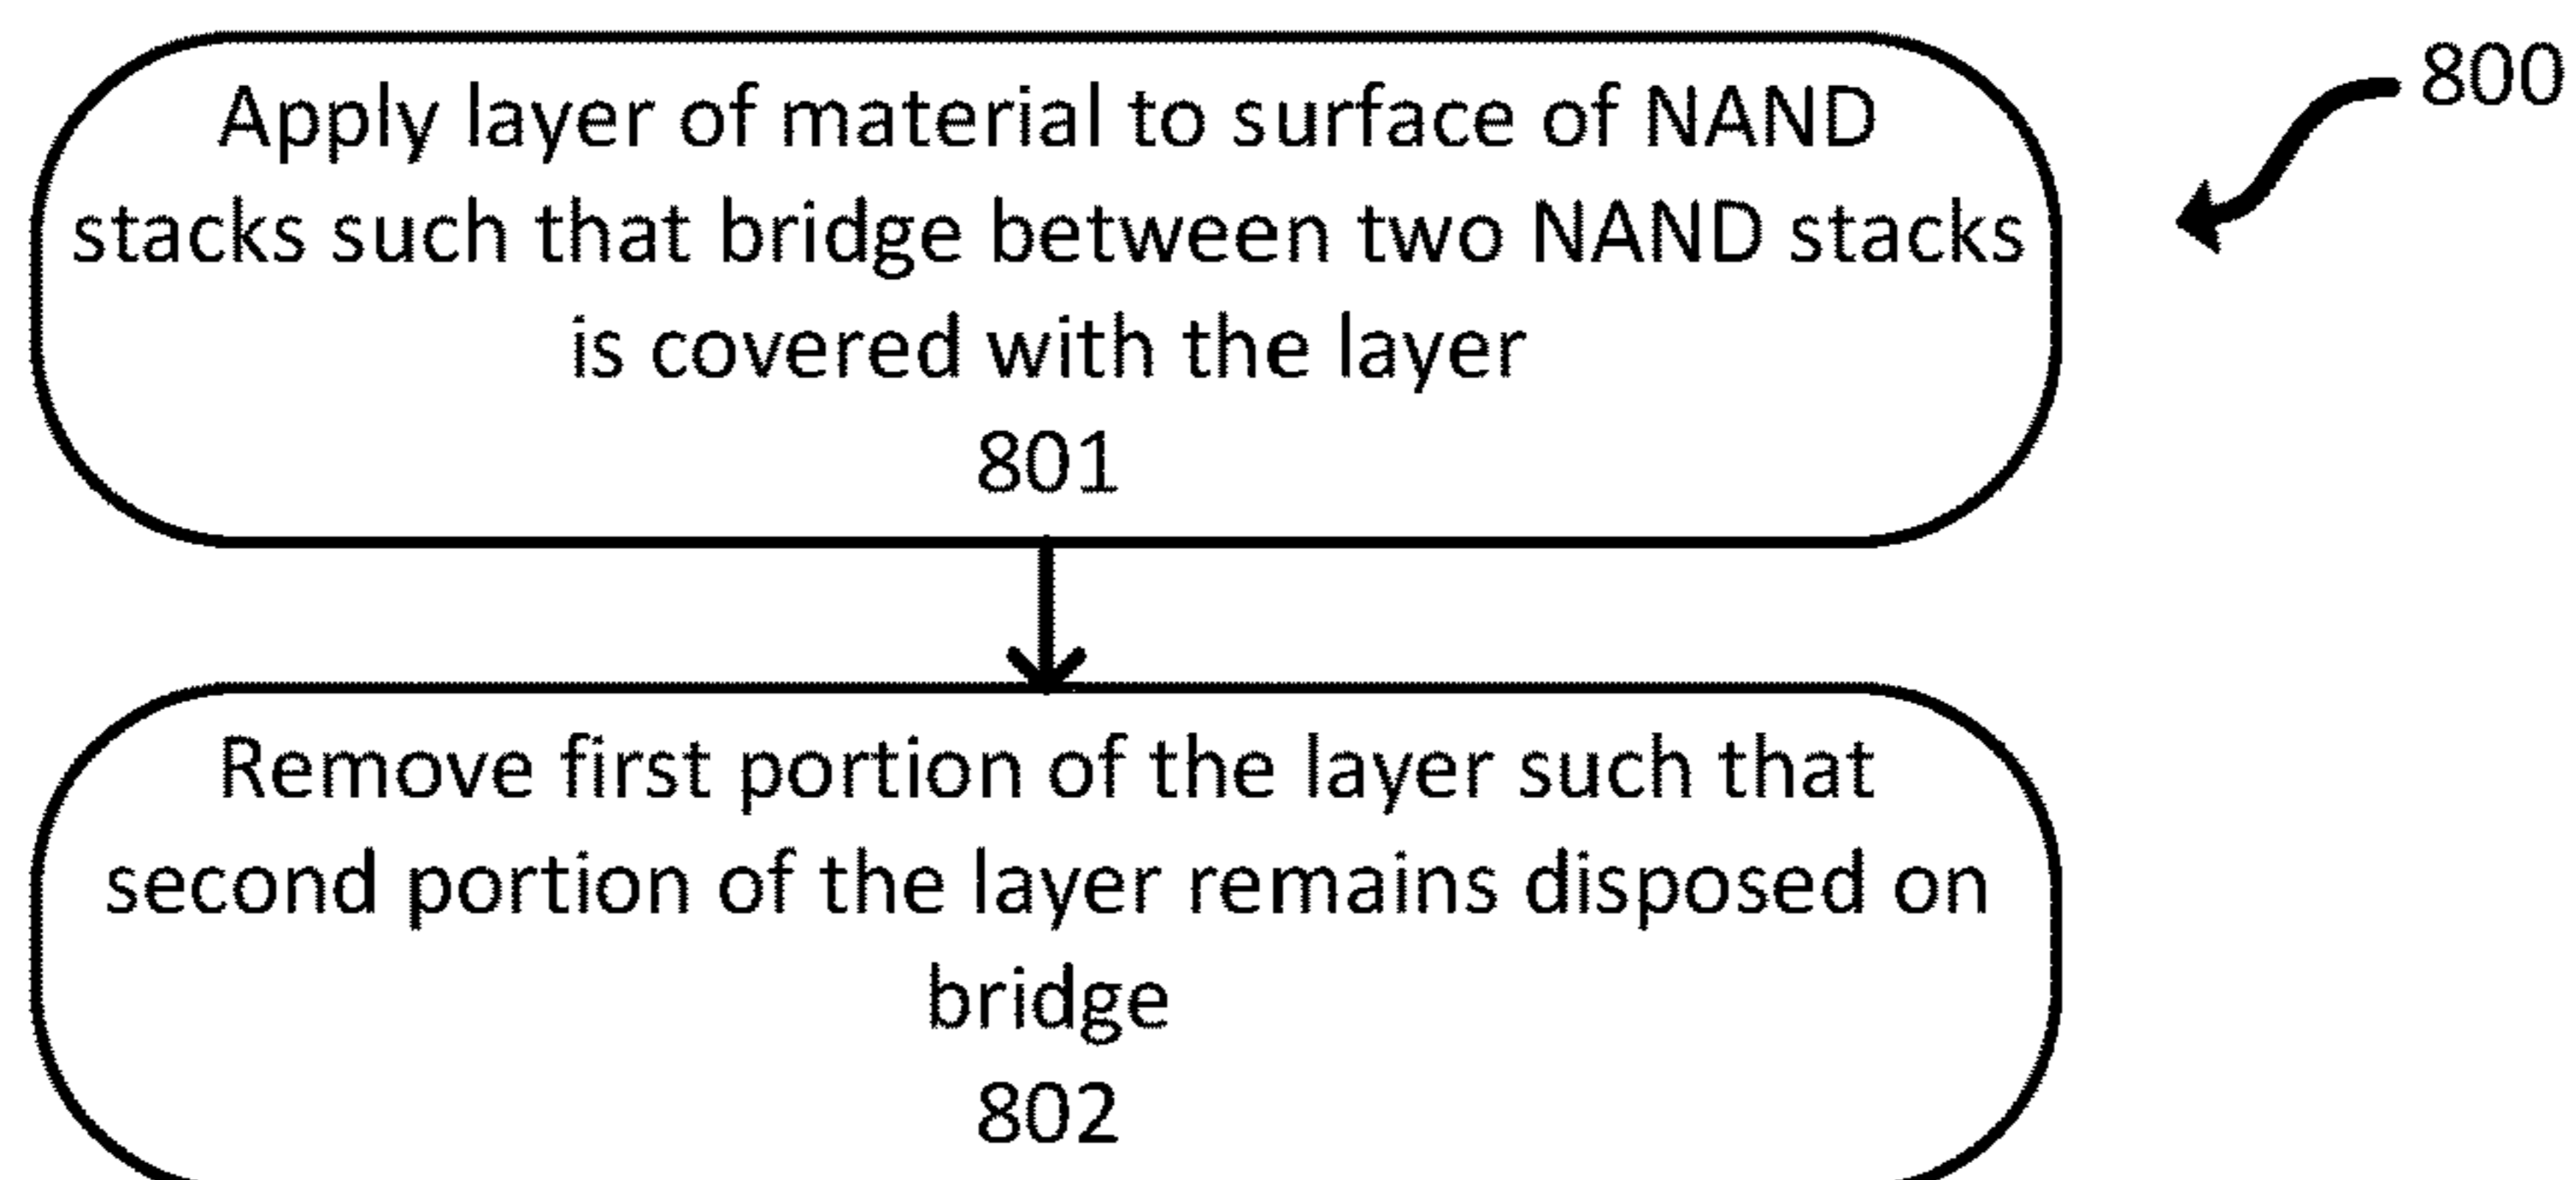 Apply layer of material to surface of NAND
stacks such that bridge between two NAND stacks
is covered with the layer
801
800
Remove first portion of the layer such that
second portion of the layer remains disposed on
bridge
802